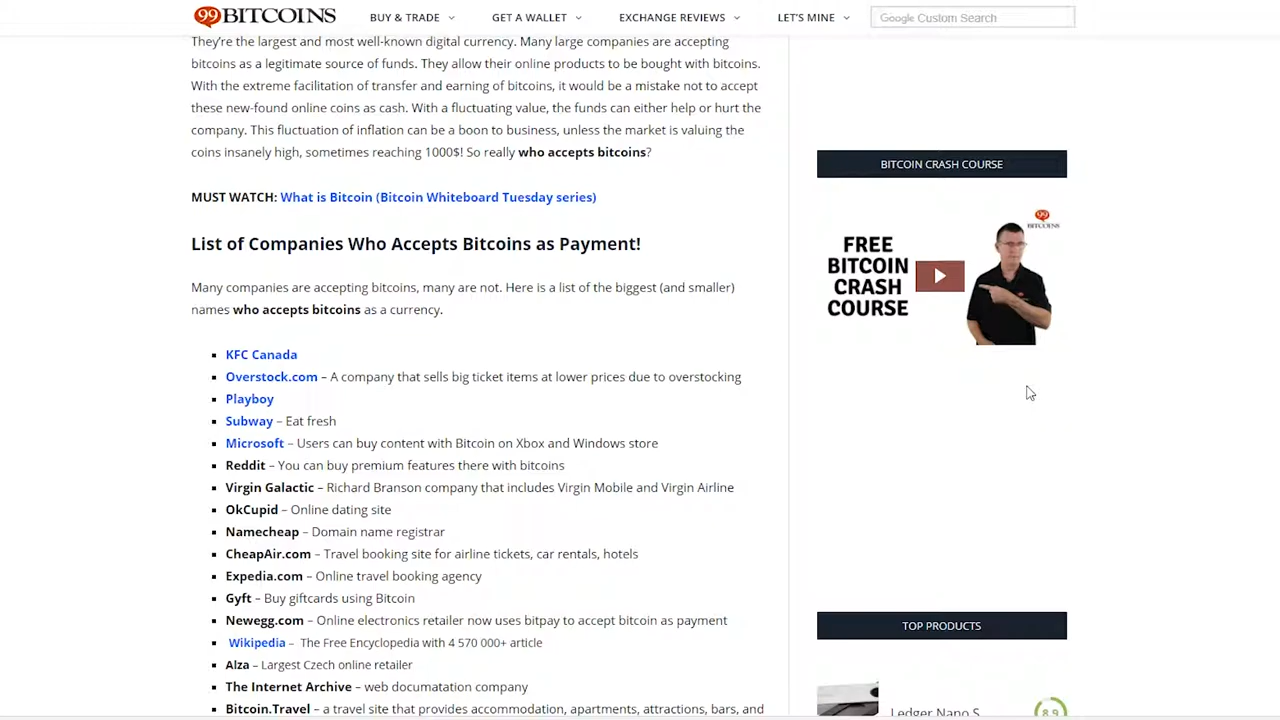 99 BITCOINS BUY & TRADE GET A WALLET EXCHANGE REVIEWS LET'S MINE Google Custom Search
They're the largest and most well-known digital currency. Many large companies are accepting
bitcoins as a legitimate source of funds. They allow their online products to be bought with bitcoins.
With the extreme facilitation of transfer and earning of bitcoins, it would be a mistake not to accept
these new-found online coins as cash. With a fluctuating value, the funds can either help or hurt the
company. This fluctuation of inflation can be a boon to business, unless the market is valuing the
coins insanely high, sometimes reaching 1000$! So really who accepts bitcoins?
MUST WATCH: What is Bitcoin (Bitcoin Whiteboard Tuesday series)
List of Companies Who Accepts Bitcoins as Payment!
Many companies are accepting bitcoins, many are not. Here is a list of the biggest (and smaller)
names who accepts bitcoins as a currency.
KFC Canada
Overstock.com – A company that sells big ticket items at lower prices due to overstocking
Playboy
Subway – Eat fresh
Microsoft – Users can buy content with Bitcoin on Xbox and Windows store
Reddit – You can buy premium features there with bitcoins
Virgin Galactic – Richard Branson company that includes Virgin Mobile and Virgin Airline
OkCupid – Online dating site
Namecheap – Domain name registrar
CheapAir.com – Travel booking site for airline tickets, car rentals, hotels
Expedia.com – Online travel booking agency
Gyft – Buy giftcards using Bitcoin
Newegg.com – Online electronics retailer now uses bitpay to accept bitcoin as payment
Wikipedia – The Free Encyclopedia with 4 570 000+ article
Alza – Largest Czech online retailer
The Internet Archive – web documatation company
Bitcoin.Travel – a travel site that provides accommodation, apartments, attractions, bars, and
BITCOIN CRASH COURSE
99
BITCOINS
FREE
BITCOIN
CRASH
COURSE
TOP PRODUCTS
Ledger Nano S
8.9